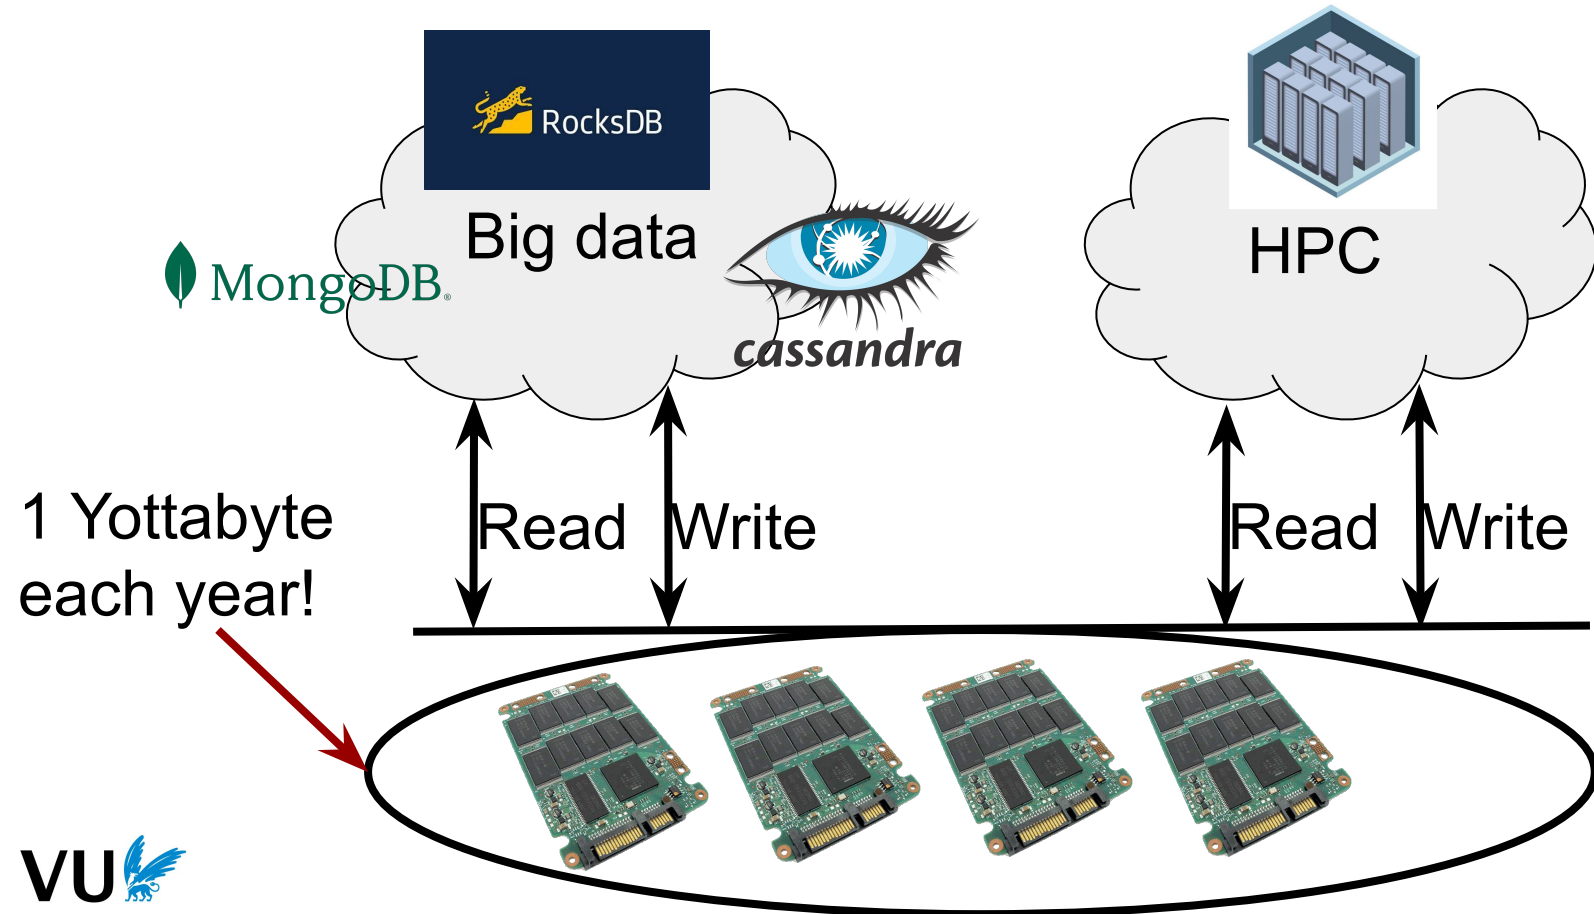 RocksDB
Big data
HPC
MongoDB®
cassandra
1 Yottabyte
each year!
Read
Write
Read
Write
VU